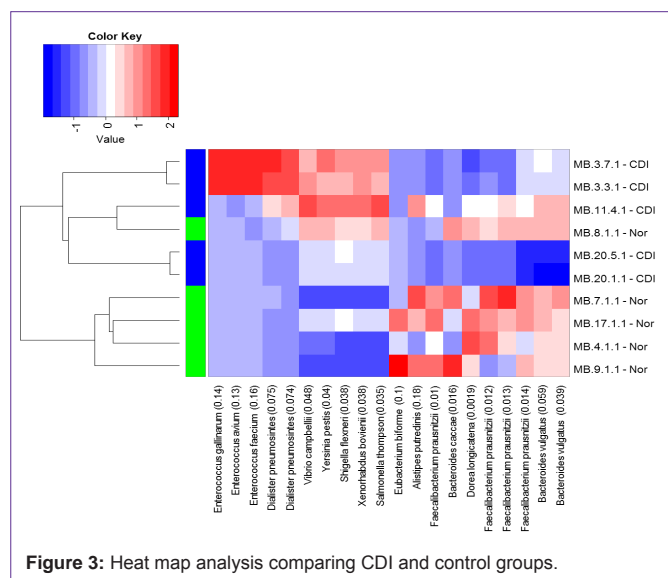 Color Key
-1 0 1 2
Value
MB.3.7.1 - CDI
MB.3.3.1 - CDI
MB.11.4.1 - CDI
MB.8.1.1 - Nor
MB.20.5.1 - CDI
MB.20.1.1 - CDI
MB.7.1.1 - Nor
MB.17.1.1 - Nor
MB.4.1.1 - Nor
MB.9.1.1 - Nor
Enterococcus gallinarum (0.14)
Enterococcus avium (0.13)
Enterococcus faecium (0.16)
Dialister pneumosintes (0.075)
Dialister pneumosintes (0.074)
Vibrio campbellii (0.048)
Yersinia pestis (0.04)
Shigella flexneri (0.038)
Xenorhabdus bovienii (0.038)
Salmonella thompson (0.035)
Eubacterium biforme (0.1)
Alistipes putredinis (0.18)
Faecalibacterium prausnitzii (0.01)
Bacteroides caccae (0.016)
Dorea longicatena (0.0019)
Faecalibacterium prausnitzii (0.012)
Faecalibacterium prausnitzii (0.013)
Faecalibacterium prausnitzii (0.014)
Bacteroides vulgatus (0.059)
Bacteroides vulgatus (0.039)
Figure 3: Heat map analysis comparing CDI and control groups.